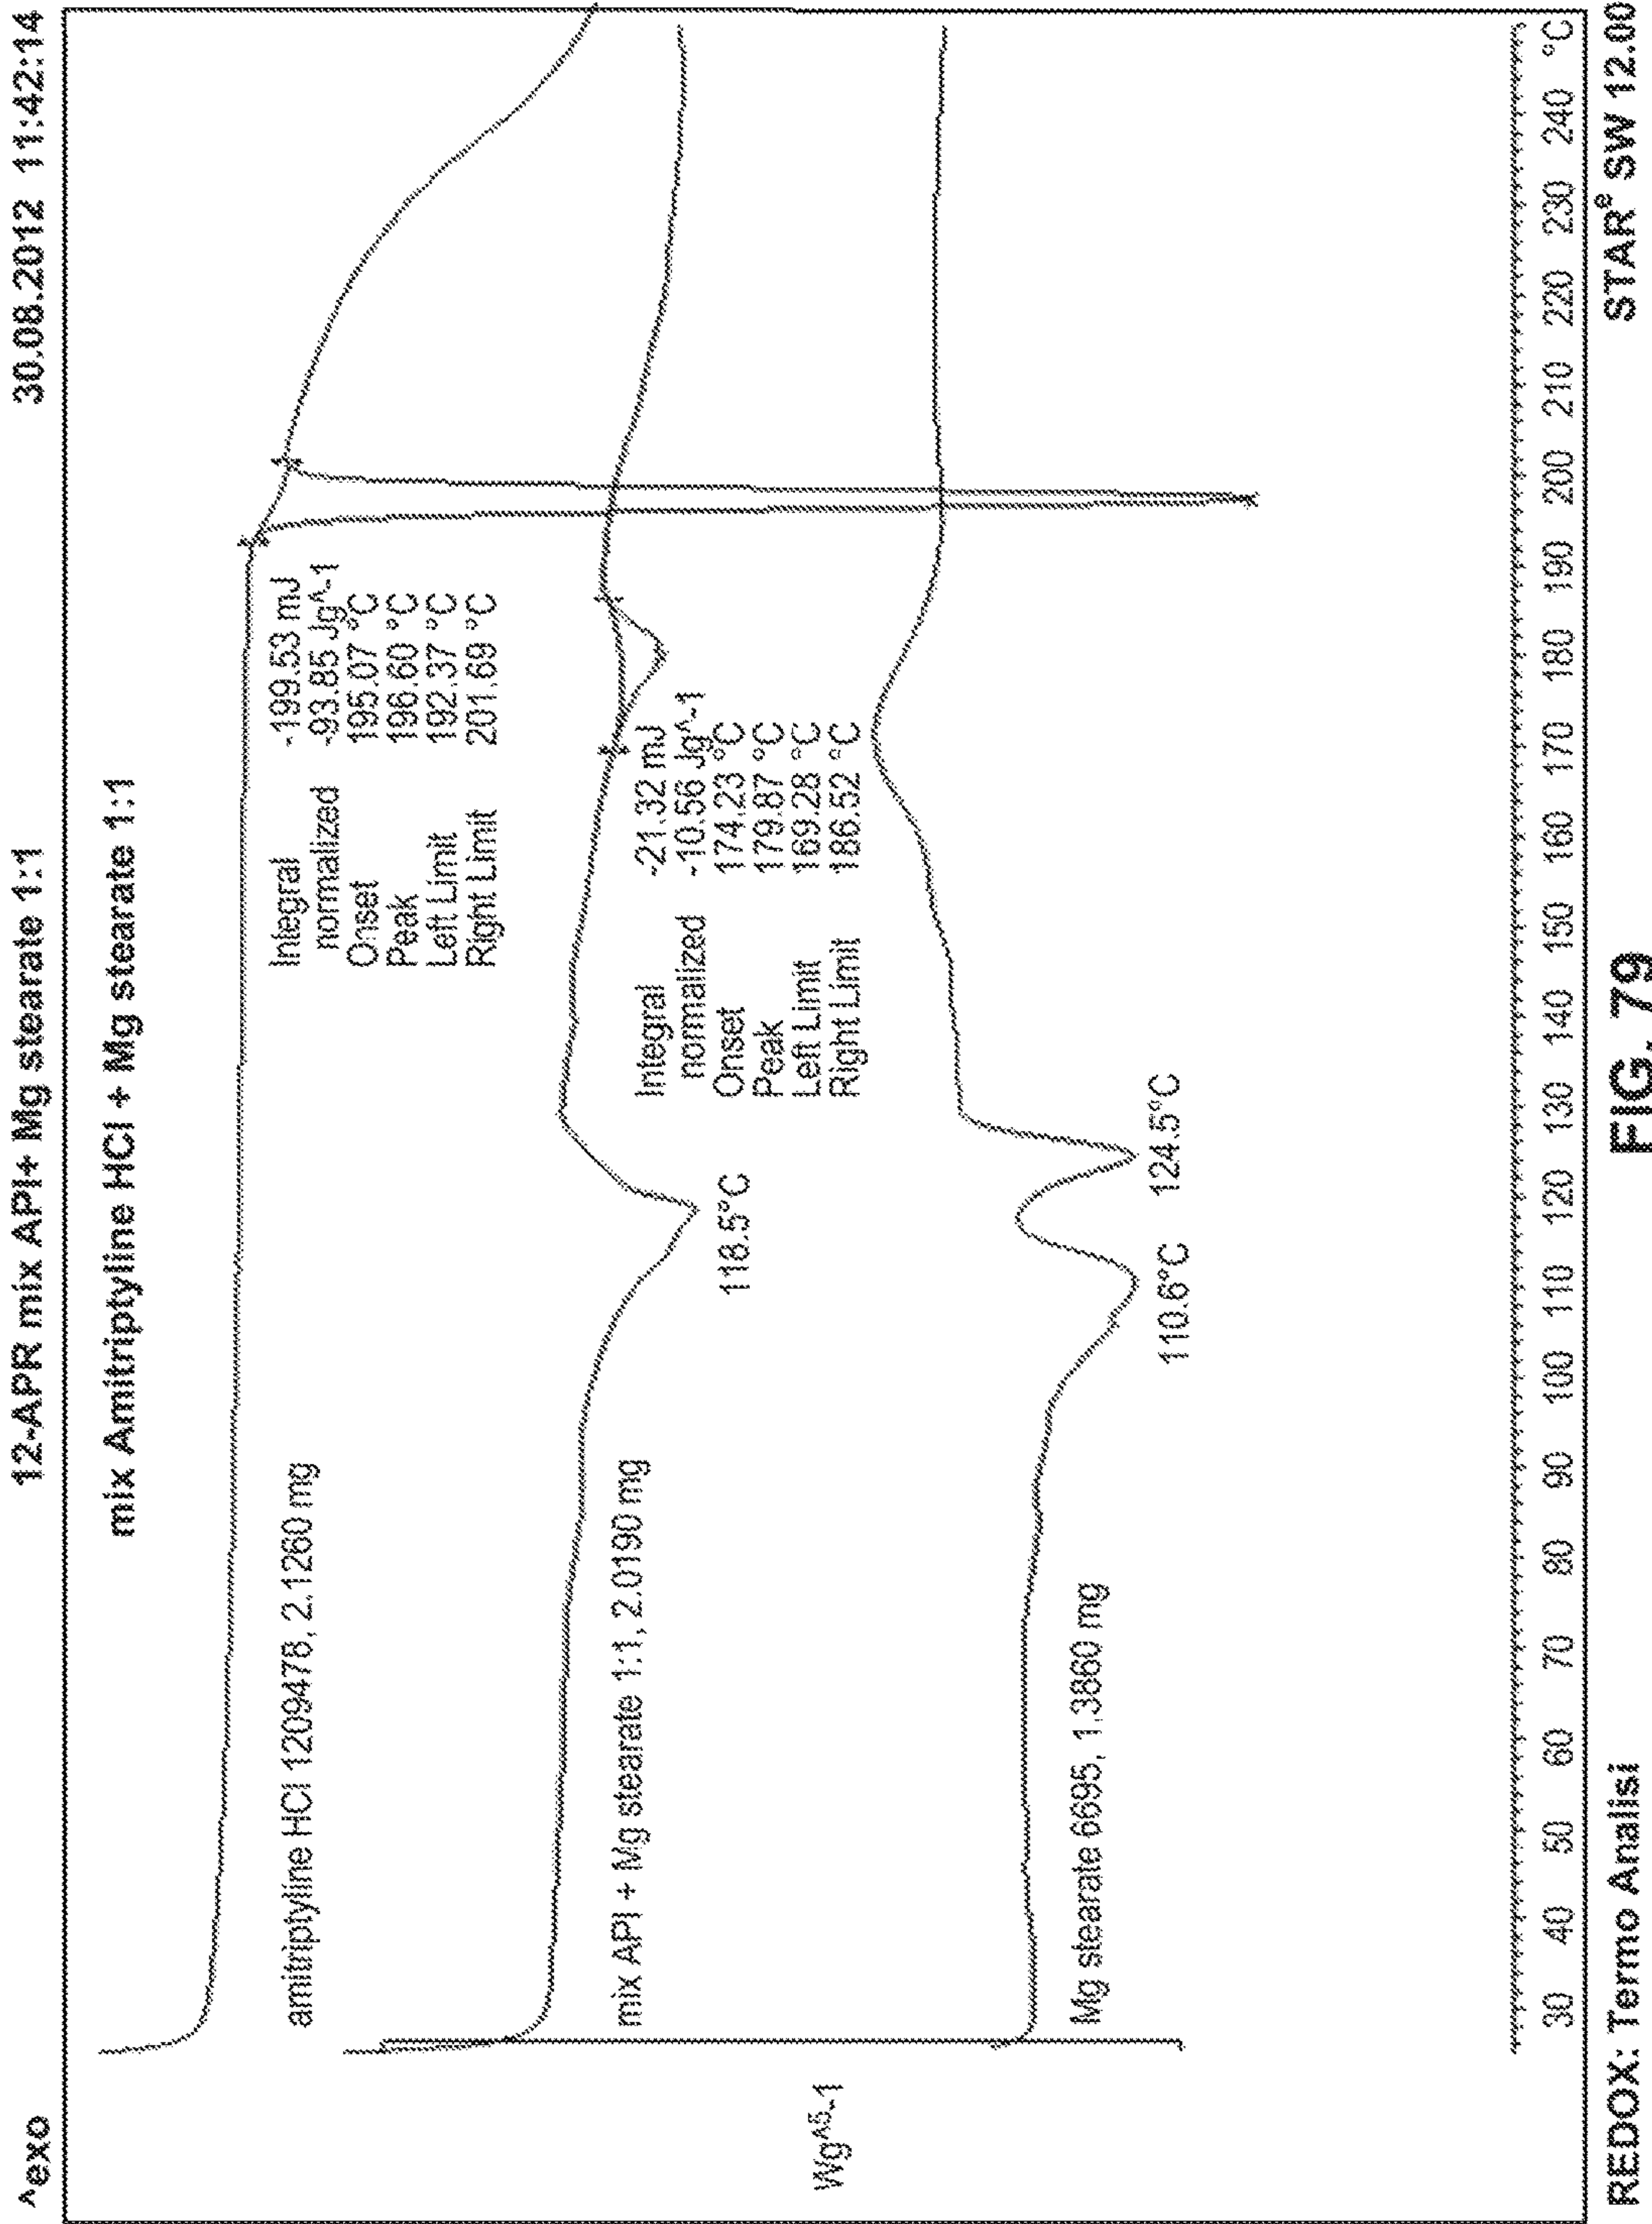 ^exo
12-APR mix API+ Mg stearate 1:1
30.08.2012 11:42:14
mix Amitriptyline HCl + Mg stearate 1:1
amitriptyline HCl 1209478, 2.1260 mg
Integral -199.53 mJ
normalized -93.85 Jg^-1
Onset 195.07 °C
Peak 196.60 °C
Left Limit 192.37 °C
Right Limit 201.69 °C
mix API + Mg stearate 1:1, 2.0190 mg
118.5°C
Integral -21.32 mJ
normalized -10.56 Jg^-1
Onset 174.23 °C
Peak 179.87 °C
Left Limit 169.28 °C
Right Limit 186.52 °C
Mg stearate 6695, 1.3860 mg
110.6°C
124.5°C
30 40 50 60 70 80 90 100 110 120 130 140 150 160 170 180 190 200 210 220 230 240 °C
REDOX: Termo Analisi
STARe SW 12.00
FIG. 79